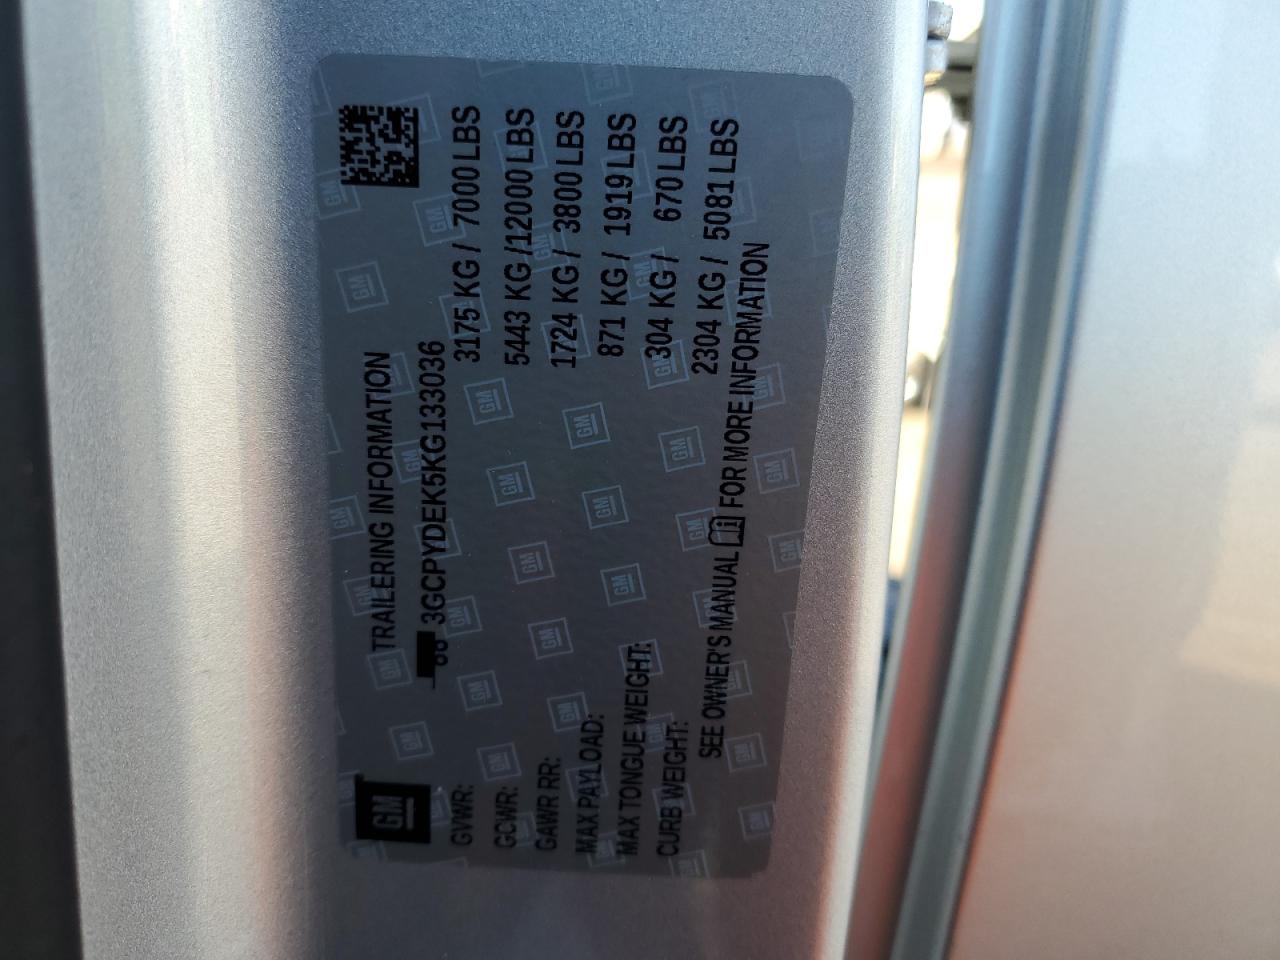 GM
TRAILERING INFORMATION
3GCPYDEK5KG133036
GVWR: 3175 KG / 7000 LBS
GCWR: 5443 KG /12000 LBS
GAWR RR: 1724 KG / 3800 LBS
MAX PAYLOAD: 871 KG / 1919 LBS
MAX TONGUE WEIGHT: 304 KG / 670 LBS
CURB WEIGHT: 2304 KG / 5081 LBS
SEE OWNER'S MANUAL FOR MORE INFORMATION